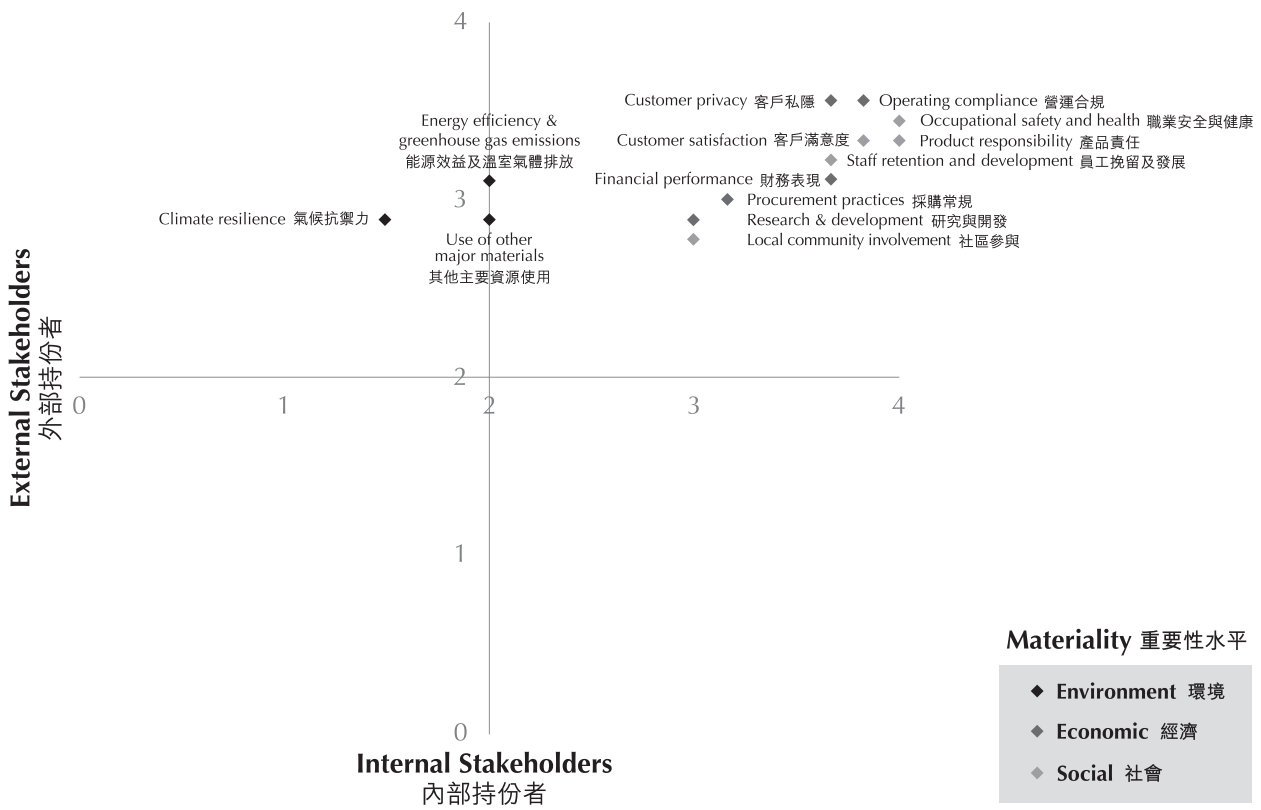 4
Customer privacy 客戶私隱
Operating compliance 營運合規
Energy efficiency &
greenhouse gas emissions
能源效益及溫室氣體排放
Occupational safety and health 職業安全與健康
Customer satisfaction 客戶滿意度
Product responsibility 產品責任
Staff retention and development 員工挽留及發展
Financial performance 財務表現
3
Procurement practices 採購常規
Climate resilience 氣候抗禦力
Research & development 研究與開發
Use of other
major materials
其他主要資源使用
Local community involvement 社區參與
External Stakeholders
外部持份者
2
0 1 2 3 4
1
0
Internal Stakeholders
內部持份者
Materiality 重要性水平
Environment 環境
Economic 經濟
Social 社會